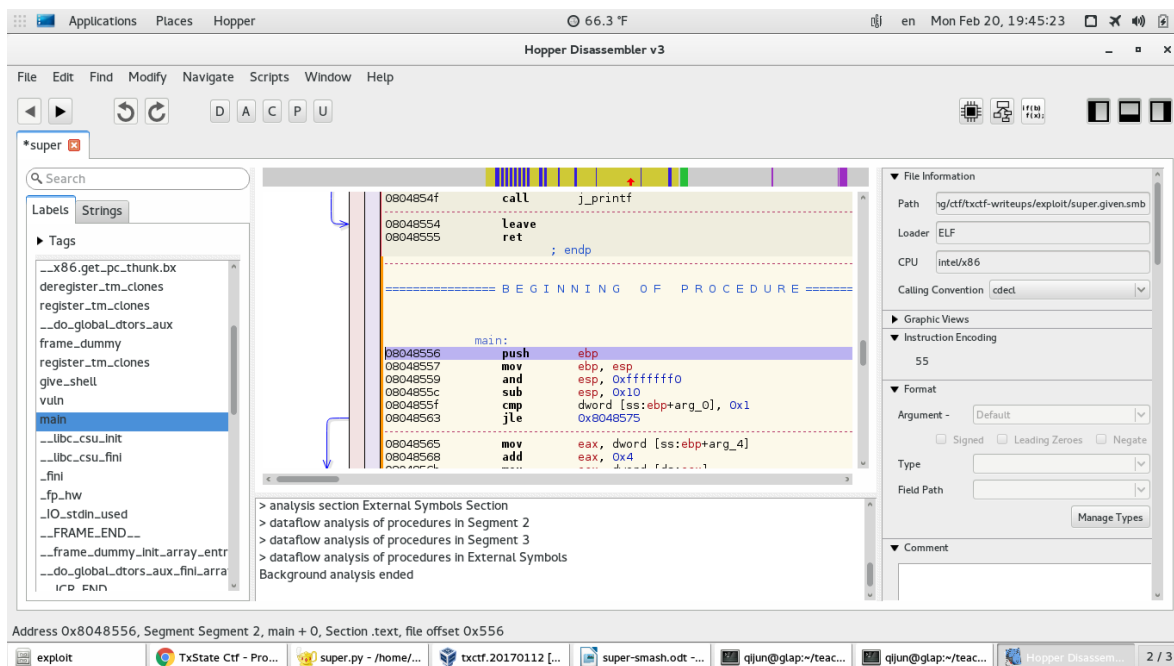 Applications Places Hopper 66.3 °F en Mon Feb 20, 19:45:23
Hopper Disassembler v3
File Edit Find Modify Navigate Scripts Window Help
D A C P U if(b) f(x);
*super
Search
Labels Strings
Tags
__x86.get_pc_thunk.bx
deregister_tm_clones
register_tm_clones
__do_global_dtors_aux
frame_dummy
register_tm_clones
give_shell
vuln
main
__libc_csu_init
__libc_csu_fini
_fini
_fp_hw
_IO_stdin_used
__FRAME_END__
__frame_dummy_init_array_entr
__do_global_dtors_aux_fini_arra
__JCR_END__
0804854f call j_printf
08048554 leave
08048555 ret
; endp
================ B E G I N N I N G O F P R O C E D U R E =======
main:
08048556 push ebp
08048557 mov ebp, esp
08048559 and esp, 0xfffffff0
0804855c sub esp, 0x10
0804855f cmp dword [ss:ebp+arg_0], 0x1
08048563 jle 0x8048575
08048565 mov eax, dword [ss:ebp+arg_4]
08048568 add eax, 0x4
0804856b mov eax, dword [ds:eax]
> analysis section External Symbols Section
> dataflow analysis of procedures in Segment 2
> dataflow analysis of procedures in Segment 3
> dataflow analysis of procedures in External Symbols
Background analysis ended
File Information
Path ng/ctf/txctf-writeups/exploit/super.given.smb
Loader ELF
CPU intel/x86
Calling Convention cdecl
Graphic Views
Instruction Encoding
55
Format
Argument - Default
Signed Leading Zeroes Negate
Type
Field Path
Manage Types
Comment
Address 0x8048556, Segment Segment 2, main + 0, Section .text, file offset 0x556
exploit TxState Ctf - Pro... super.py - /home/... txctf.20170112 [... super-smash.odt -... qijun@glap:~/teac... qijun@glap:~/teac... Hopper Disassem... 2 /